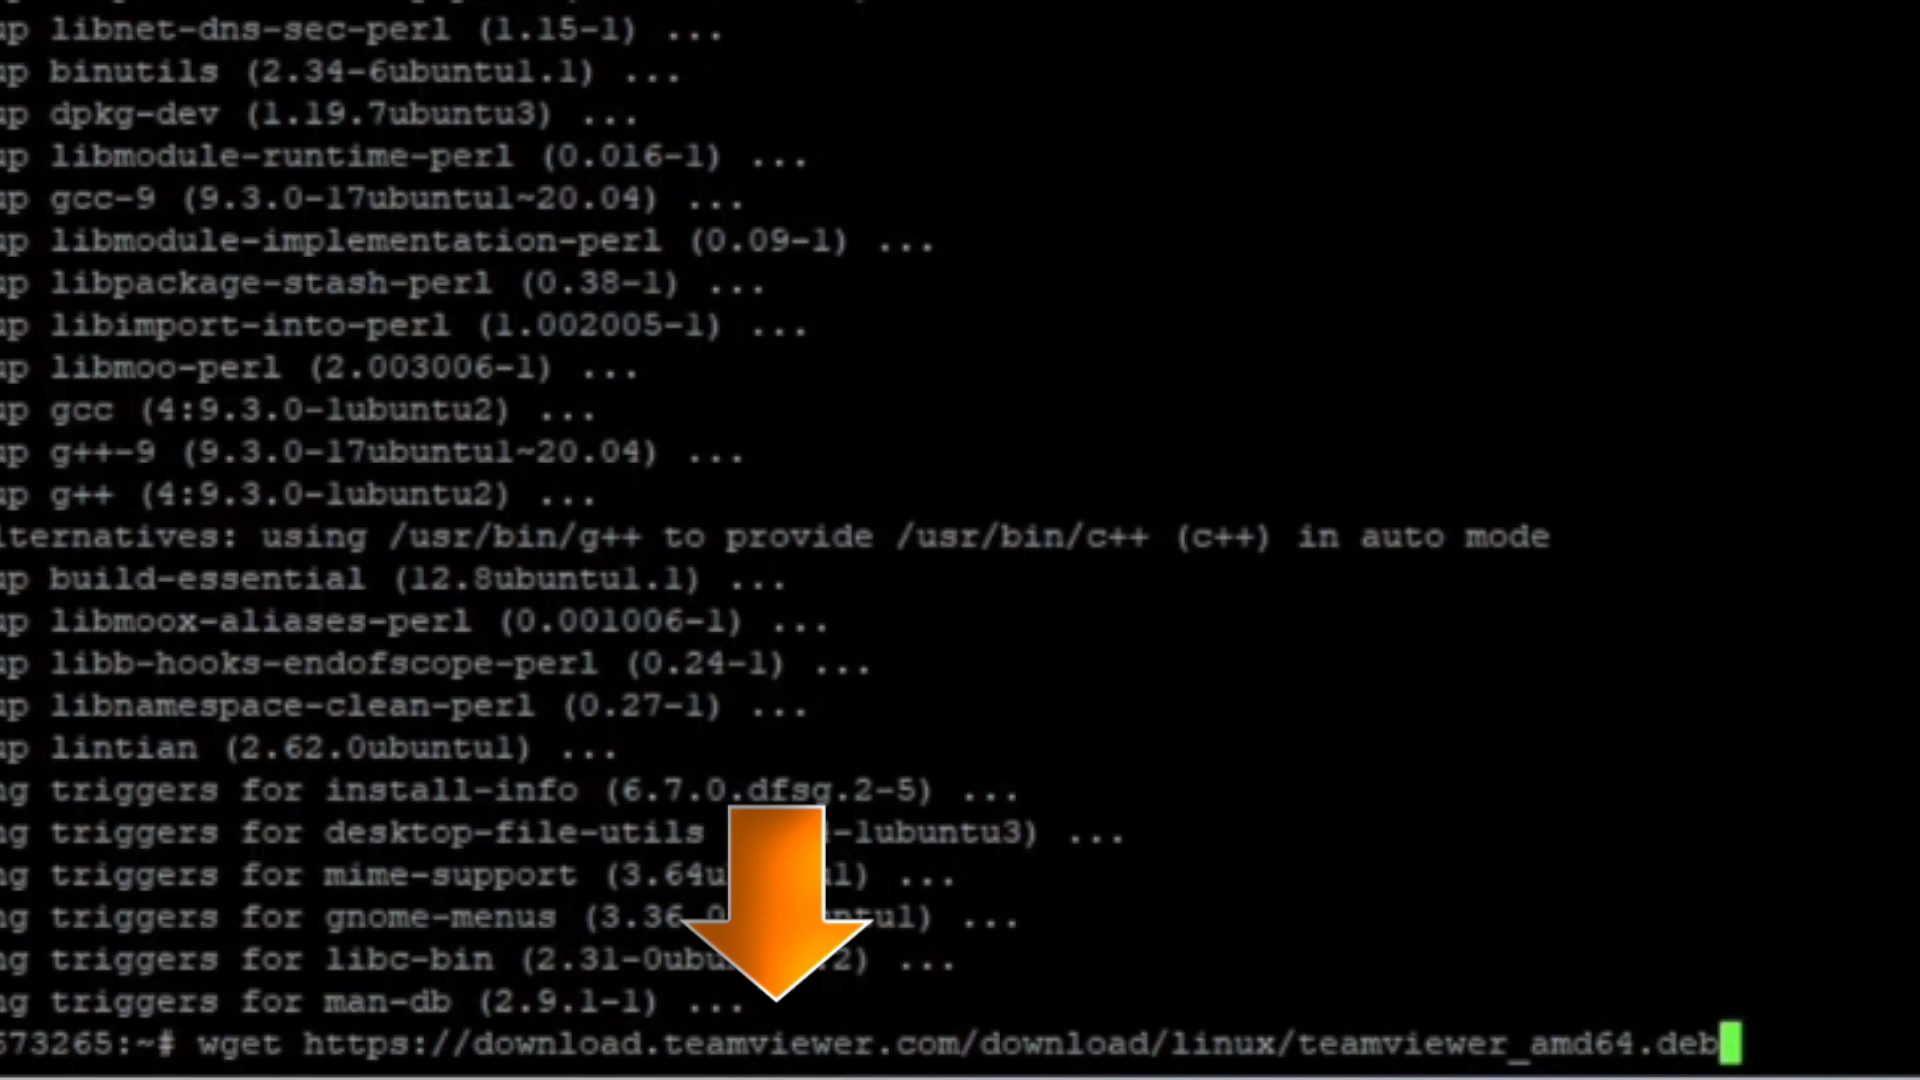 up libnet-dns-sec-perl (1.15-1) ...
up binutils (2.34-6ubuntu1.1) ...
up dpkg-dev (1.19.7ubuntu3) ...
up libmodule-runtime-perl (0.016-1) ...
up gcc-9 (9.3.0-17ubuntu1~20.04) ...
up libmodule-implementation-perl (0.09-1) ...
up libpackage-stash-perl (0.38-1) ...
up libimport-into-perl (1.002005-1) ...
up libmoo-perl (2.003006-1) ...
up gcc (4:9.3.0-1ubuntu2) ...
up g++-9 (9.3.0-17ubuntu1~20.04) ...
up g++ (4:9.3.0-1ubuntu2) ...
lternatives: using /usr/bin/g++ to provide /usr/bin/c++ (c++) in auto mode
up build-essential (12.8ubuntu1.1) ...
up libmoox-aliases-perl (0.001006-1) ...
up libb-hooks-endofscope-perl (0.24-1) ...
up libnamespace-clean-perl (0.27-1) ...
up lintian (2.62.0ubuntu1) ...
ng triggers for install-info (6.7.0.dfsg.2-5) ...
ng triggers for desktop-file-utils -1ubuntu3) ...
ng triggers for mime-support (3.64u l) ...
ng triggers for gnome-menus (3.36 ntu1) ...
ng triggers for libc-bin (2.31-0ubu 2) ...
ng triggers for man-db (2.9.1-1) ...
573265:~# wget https://download.teamviewer.com/download/linux/teamviewer_amd64.deb